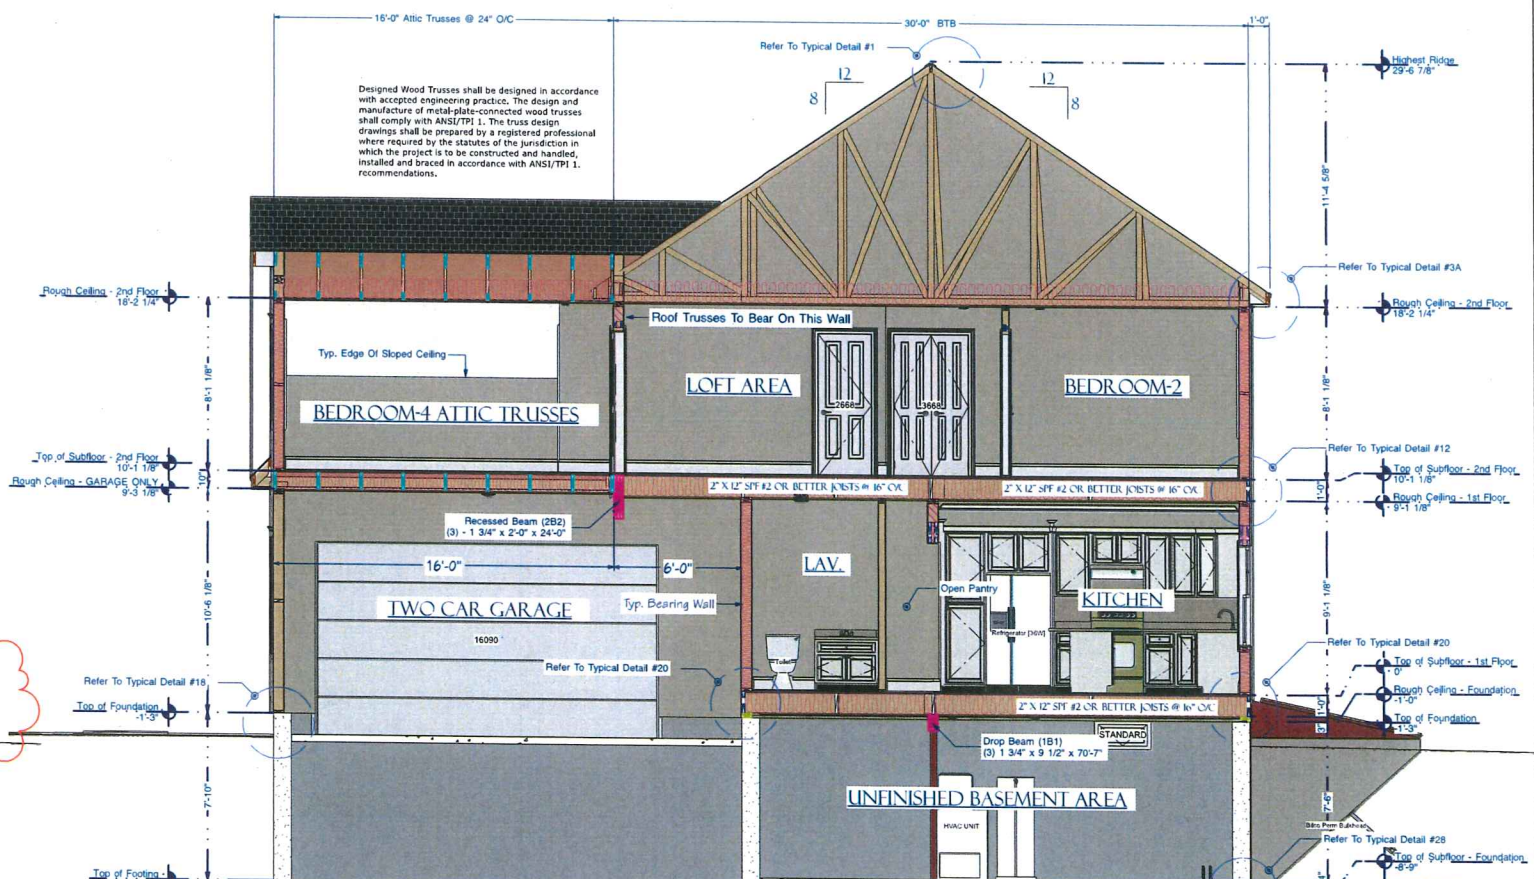 16'-0" Attic Trusses @ 24" O/C
30'-0" BTB
1'-0"
Refer To Typical Detail #1
Highest Ridge
29'-6 7/8"
12
8
12
8
Designed Wood Trusses shall be designed in accordance
with accepted engineering practice. The design and
manufacture of metal-plate-connected wood trusses
shall comply with ANSI/TPI 1. The truss design
drawings shall be prepared by a registered professional
where required by the statutes of the jurisdiction in
which the project is to be constructed and handled,
installed and braced in accordance with ANSI/TPI 1.
recommendations.
11'-4 5/8"
Refer To Typical Detail #3A
Rough Ceiling - 2nd Floor
18'-2 1/4"
Rough Ceiling - 2nd Floor
18'-2 1/4"
Roof Trusses To Bear On This Wall
Typ. Edge Of Sloped Ceiling
8'-1 1/8"
BEDROOM-4 ATTIC TRUSSES
LOFT AREA
2668
3668
BEDROOM-2
8'-1 1/8"
Refer To Typical Detail #12
Top of Subfloor - 2nd Floor
10'-1 1/8"
Rough Ceiling - GARAGE ONLY
9'-3 1/8"
10"
2" X 12" SPF #2 OR BETTER JOISTS @ 16" O/C
2" X 12" SPF #2 OR BETTER JOISTS @ 16" O/C
Top of Subfloor - 2nd Floor
10'-1 1/8"
1'-0"
Rough Ceiling - 1st Floor
9'-1 1/8"
Recessed Beam (2B2)
(3) - 1 3/4" x 2'-0" x 24'-0"
16'-0"
6'-0"
LAV.
Open Pantry
KITCHEN
10'-6 1/8"
TWO CAR GARAGE
16090
Typ. Bearing Wall
Refrigerator [36W]
9'-1 1/8"
Toilet
Refer To Typical Detail #20
Refer To Typical Detail #20
Top of Subfloor - 1st Floor
0"
Refer To Typical Detail #18
Top of Foundation
-1'-3"
2" X 12" SPF #2 OR BETTER JOISTS @ 16" O/C
Rough Ceiling - Foundation
-1'-0"
1'-0"
Top of Foundation
-1'-3"
3"
Drop Beam (1B1)
(3) 1 3/4" x 9 1/2" x 70'-7"
STANDARD
7'-10"
UNFINISHED BASEMENT AREA
HVAC UNIT
7'-6"
Bilco Perm Bulkhead
Refer To Typical Detail #28
Top of Subfloor - Foundation
-8'-9"
Top of Footing